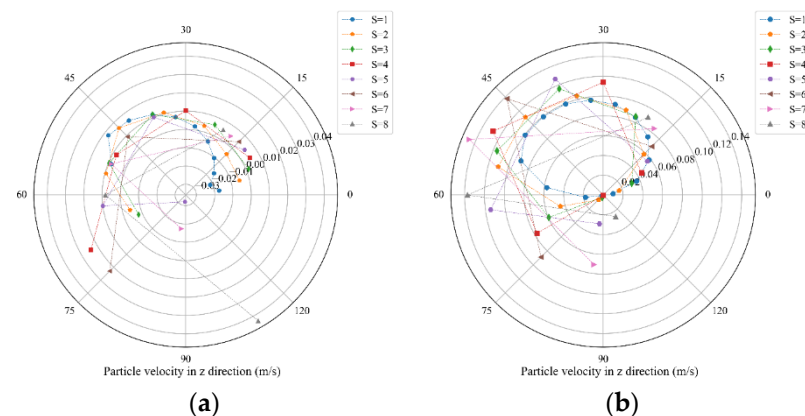 30
45
15
60
0
75
120
90
-0.03
-0.02
-0.01
0.00
0.01
0.02
0.03
0.04
S=1
S=2
S=3
S=4
S=5
S=6
S=7
S=8
Particle velocity in z direction (m/s)
(a)
30
45
15
60
0
75
120
90
0.02
0.04
0.06
0.08
0.10
0.12
0.14
S=1
S=2
S=3
S=4
S=5
S=6
S=7
S=8
Particle velocity in z direction (m/s)
(b)